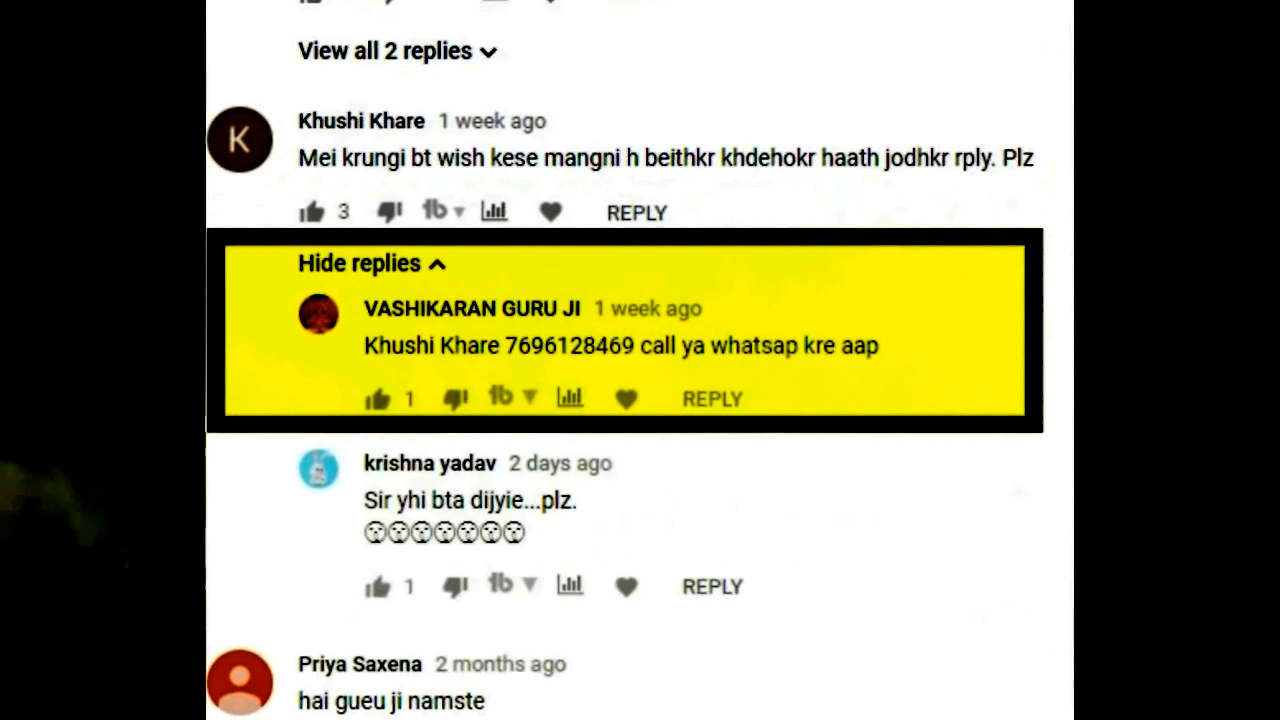 View all 2 replies
K
Khushi Khare 1 week ago
Mei krungi bt wish kese mangni h beithkr khdehokr haath jodhkr rply. Plz
3 tb REPLY
Hide replies
VASHIKARAN GURU JI 1 week ago
Khushi Khare 7696128469 call ya whatsap kre aap
1 tb REPLY
krishna yadav 2 days ago
Sir yhi bta dijyie...plz.
1 tb REPLY
Priya Saxena 2 months ago
hai gueu ji namste